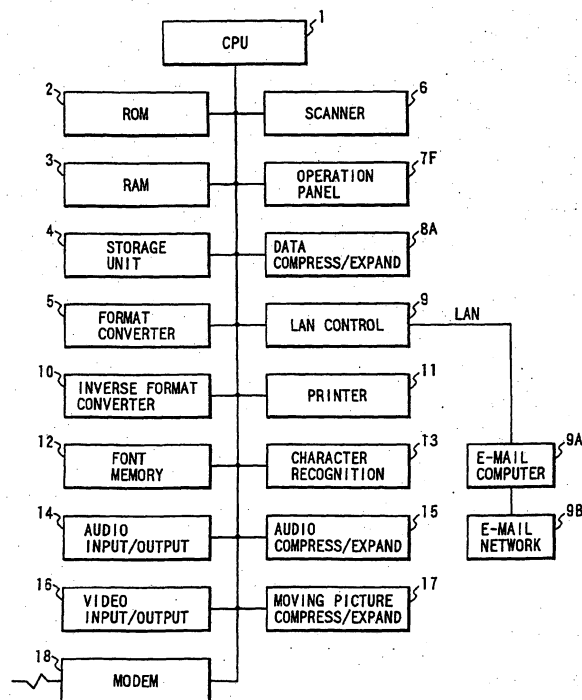 1
CPU
2
ROM
6
SCANNER
3
RAM
7F
OPERATION
PANEL
4
STORAGE
UNIT
8A
DATA
COMPRESS/EXPAND
5
FORMAT
CONVERTER
9
LAN CONTROL
LAN
10
INVERSE FORMAT
CONVERTER
11
PRINTER
12
FONT
MEMORY
13
CHARACTER
RECOGNITION
9A
E-MAIL
COMPUTER
14
AUDIO
INPUT/OUTPUT
15
AUDIO
COMPRESS/EXPAND
9B
E-MAIL
NETWORK
16
VIDEO
INPUT/OUTPUT
17
MOVING PICTURE
COMPRESS/EXPAND
18
MODEM